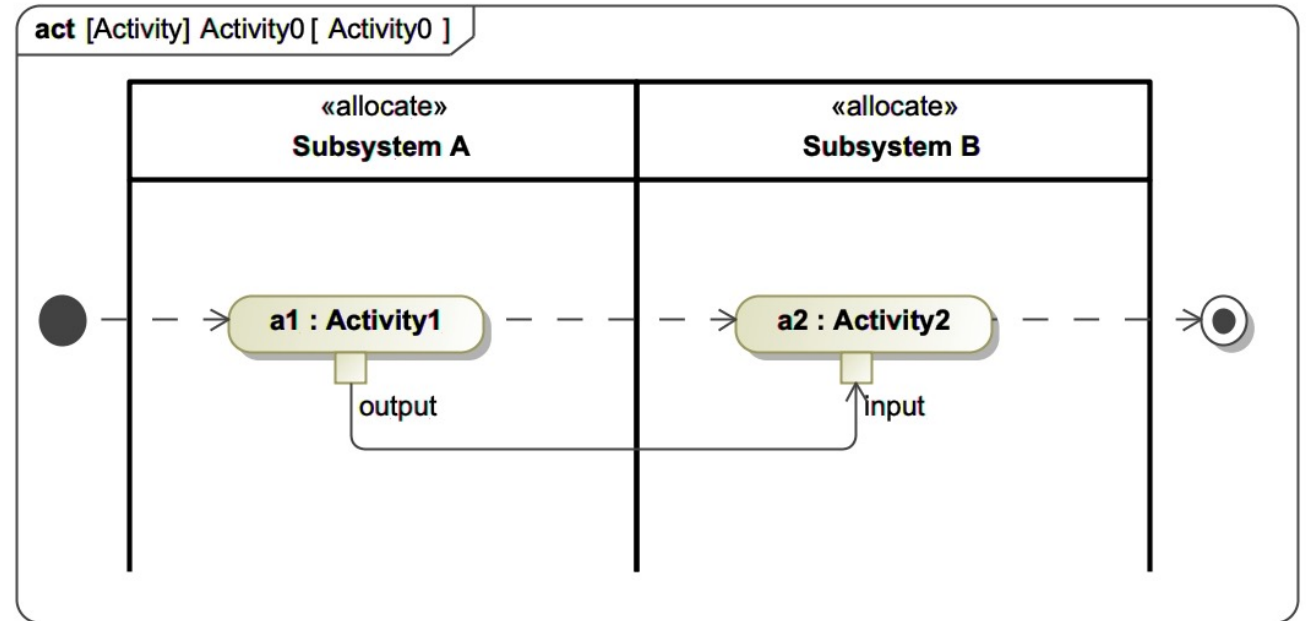 act [Activity] Activity0 [ Activity0 ]
«allocate»
Subsystem A
«allocate»
Subsystem B
a1 : Activity1
a2 : Activity2
output
input